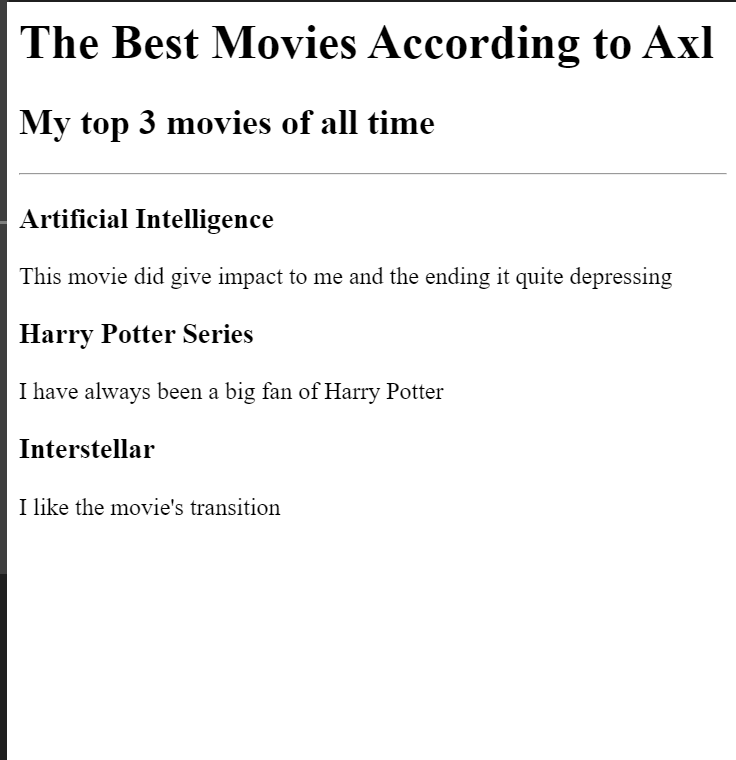 The Best Movies According to Axl
My top 3 movies of all time
Artificial Intelligence
This movie did give impact to me and the ending it quite depressing
Harry Potter Series
I have always been a big fan of Harry Potter
Interstellar
I like the movie's transition